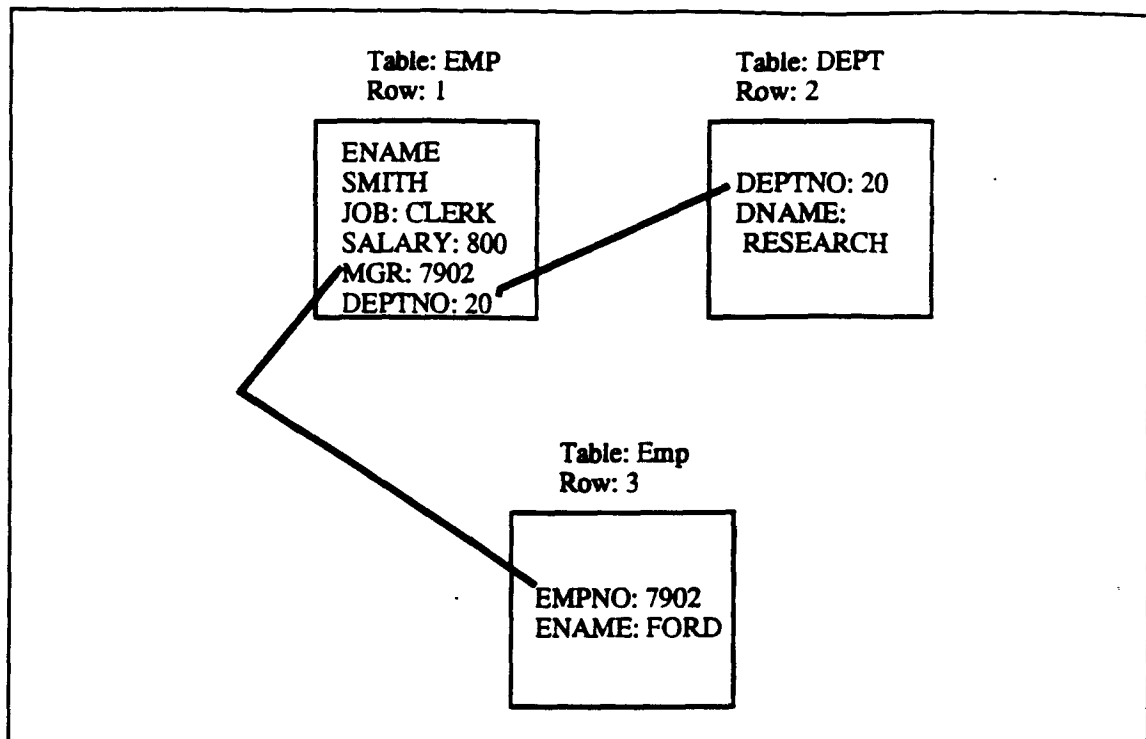 Table: EMP
Row: 1
ENAME
SMITH
JOB: CLERK
SALARY: 800
MGR: 7902
DEPTNO: 20
Table: DEPT
Row: 2
DEPTNO: 20
DNAME:
RESEARCH
Table: Emp
Row: 3
EMPNO: 7902
ENAME: FORD